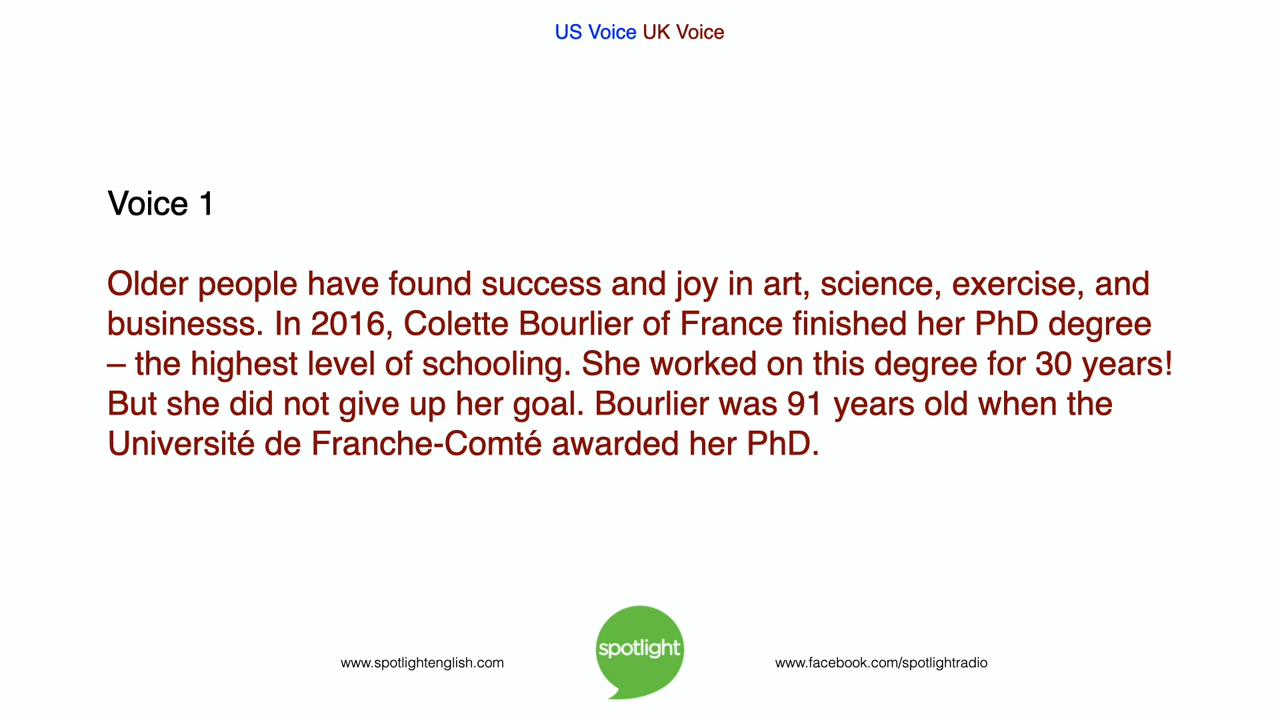 US Voice UK Voice
Voice 1
Older people have found success and joy in art, science, exercise, and
businesss. In 2016, Colette Bourlier of France finished her PhD degree
– the highest level of schooling. She worked on this degree for 30 years!
But she did not give up her goal. Bourlier was 91 years old when the
Université de Franche-Comté awarded her PhD.
spotlight
www.spotlightenglish.com
www.facebook.com/spotlightradio